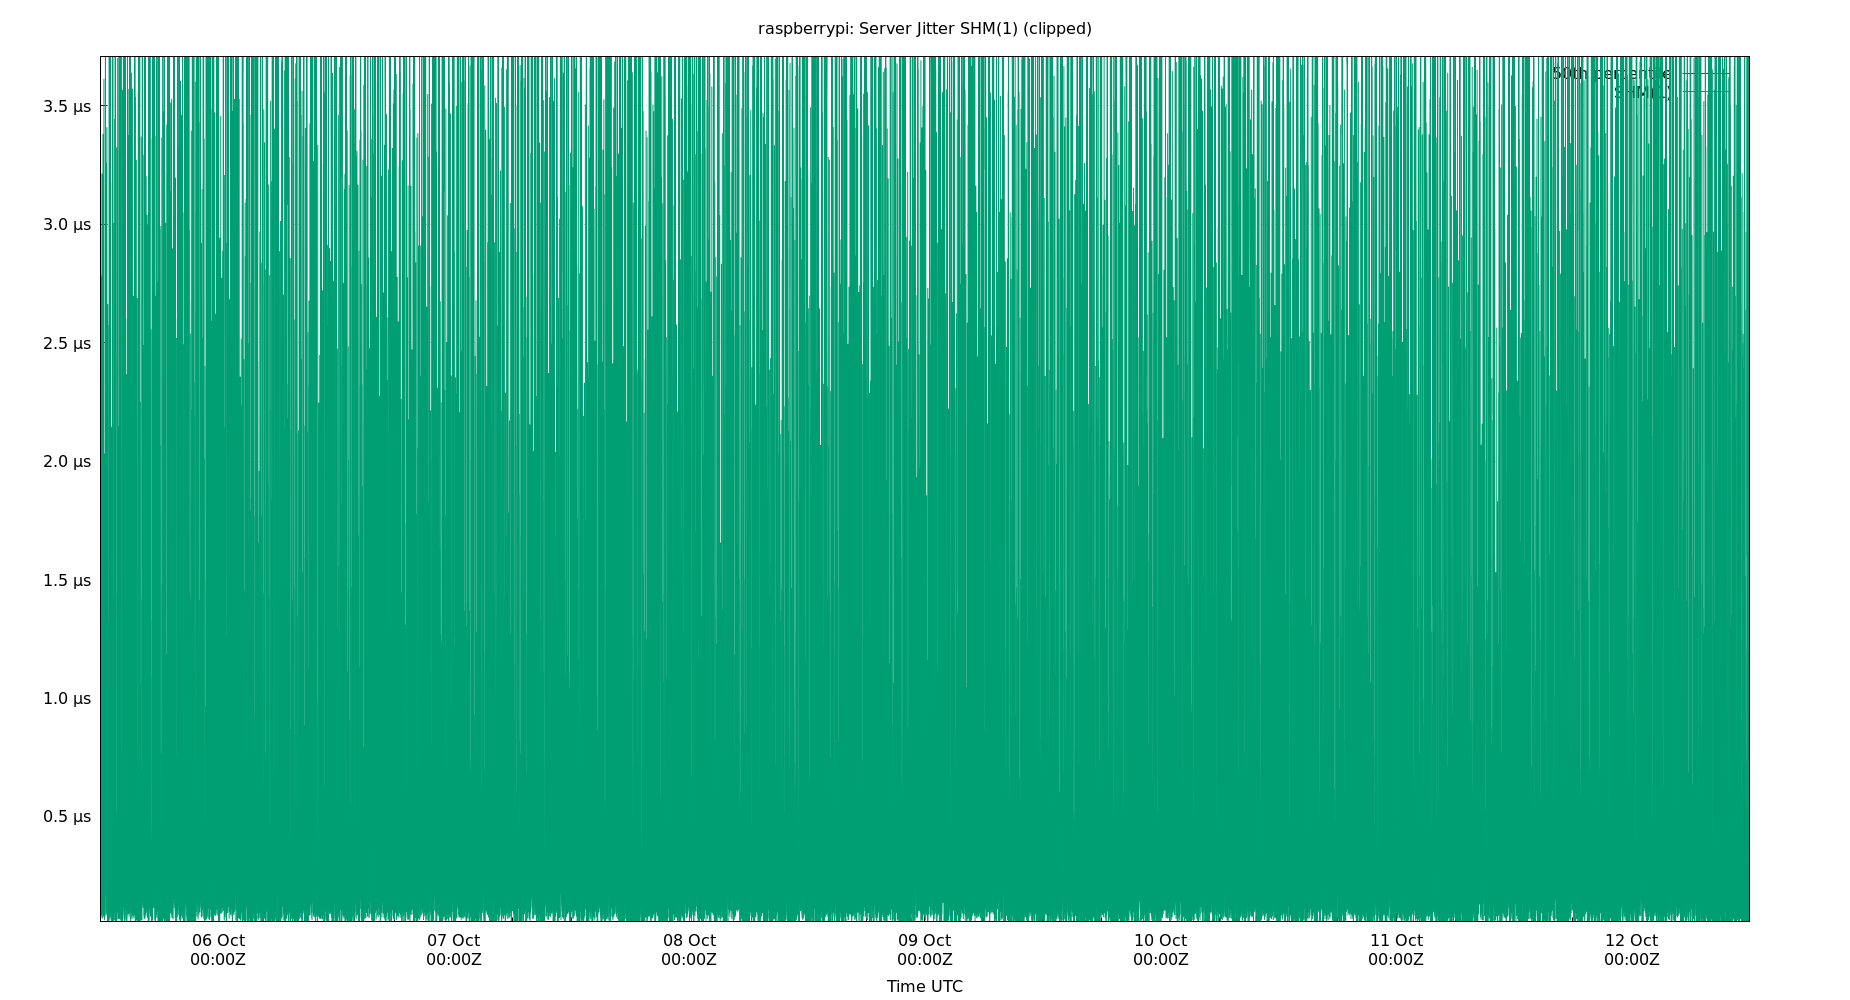 raspberrypi: Server Jitter SHM(1) (clipped)
50th percentile
SHM(1)
3.5 µs
3.0 µs
2.5 µs
2.0 µs
1.5 µs
1.0 µs
0.5 µs
06 Oct 07 Oct 08 Oct 09 Oct 10 Oct 11 Oct 12 Oct
00:00Z 00:00Z 00:00Z 00:00Z 00:00Z 00:00Z 00:00Z
Time UTC